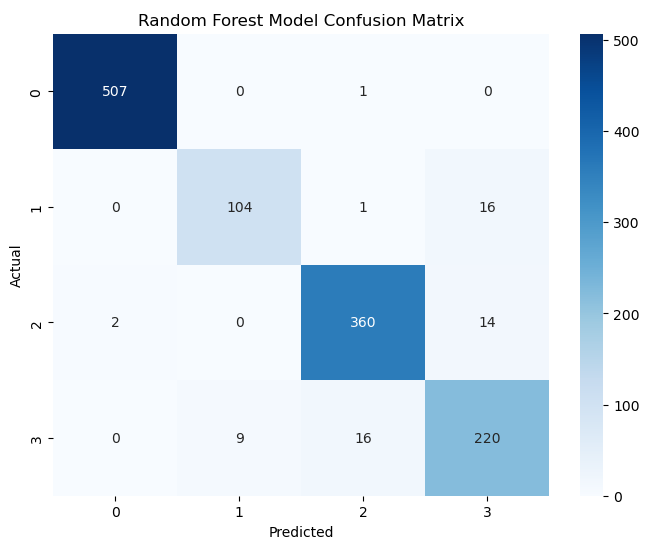 Random Forest Model Confusion Matrix
500
0 507 0 1 0
400
1 0 104 1 16
300
Actual
2 2 0 360 14
200
100
3 0 9 16 220
0
0 1 2 3
Predicted